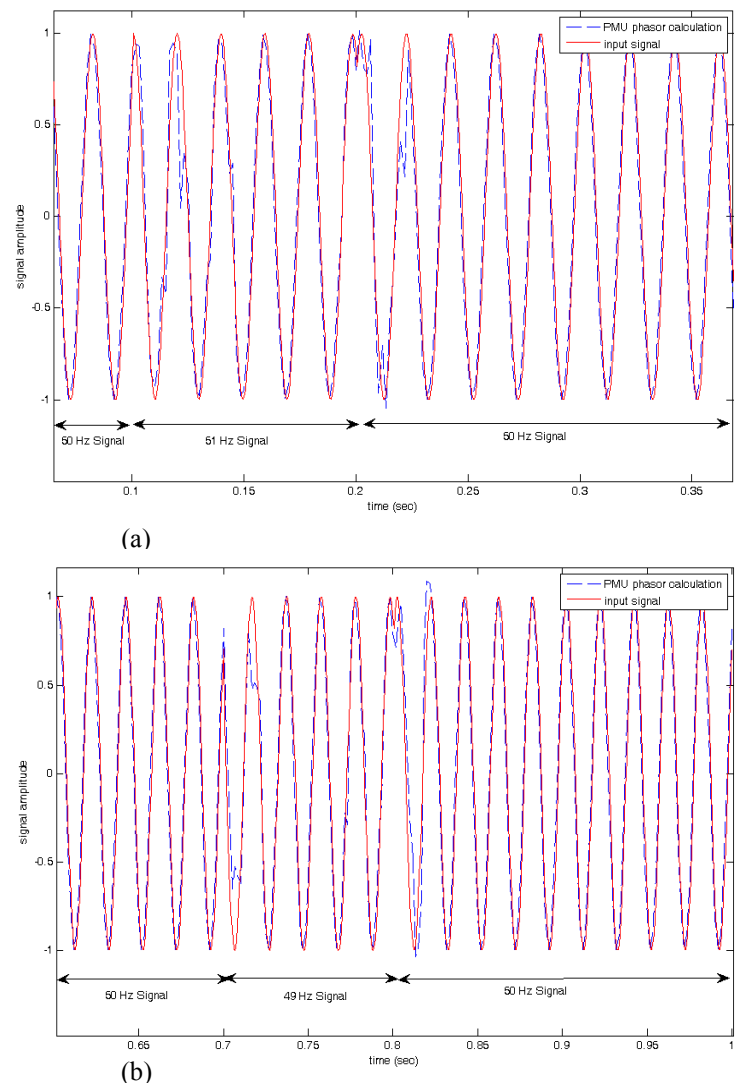 PMU phasor calculation
input signal
1
0.5
0
-0.5
-1
signal amplitude
50 Hz Signal
51 Hz Signal
50 Hz Signal
0.1
0.15
0.2
0.25
0.3
0.35
time (sec)
(a)
PMU phasor calculation
input signal
1
0.5
0
-0.5
-1
signal amplitude
50 Hz Signal
49 Hz Signal
50 Hz Signal
0.65
0.7
0.75
0.8
0.85
0.9
0.95
1
time (sec)
(b)